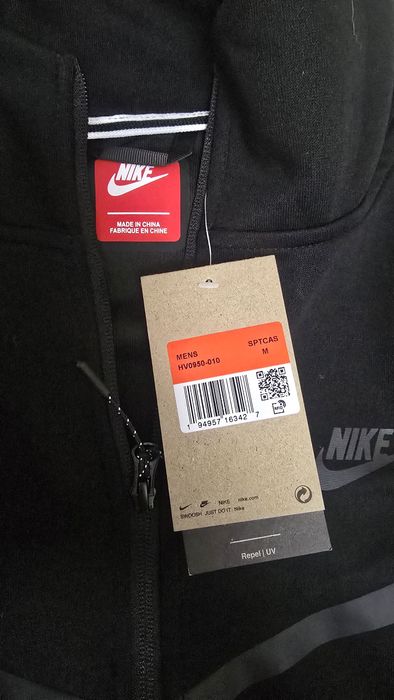 NIKE
MADE IN CHINA
FABRIQUE EN CHINE
MENS SPTCAS
HV0950-010 M
1 94957 16342 7
NIKE nike.com
SWOOSH JUST DO IT Nike
Repel | UV
NIKE